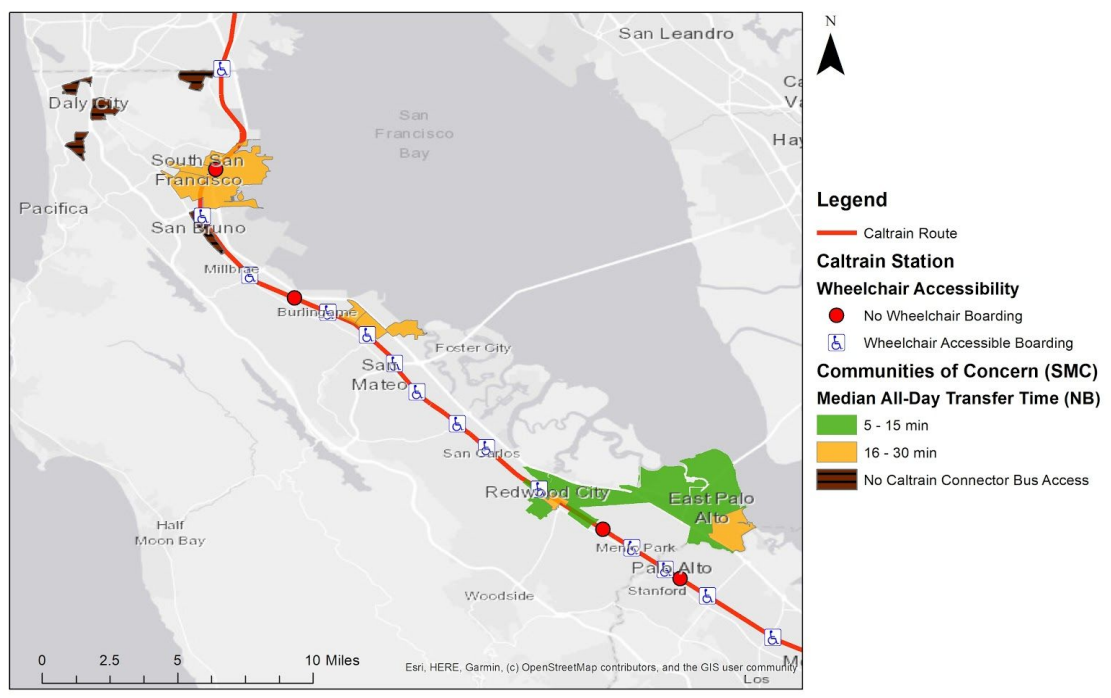 San Leandro
Ca
Va
Daly City
San
Francisco
Bay
Hay
South San
Francisco
Pacifica
San Bruno
Millbrae
Burlingame
Foster City
San
Mateo
San Carlos
Redwood City
East Palo
Alto
Half
Moon Bay
Menlo Park
Palo Alto
Stanford
Woodside
0 2.5 5 10 Miles
Esri, HERE, Garmin, (c) OpenStreetMap contributors, and the GIS user community
Los
N
Legend
Caltrain Route
Caltrain Station
Wheelchair Accessibility
No Wheelchair Boarding
Wheelchair Accessible Boarding
Communities of Concern (SMC)
Median All-Day Transfer Time (NB)
5 - 15 min
16 - 30 min
No Caltrain Connector Bus Access